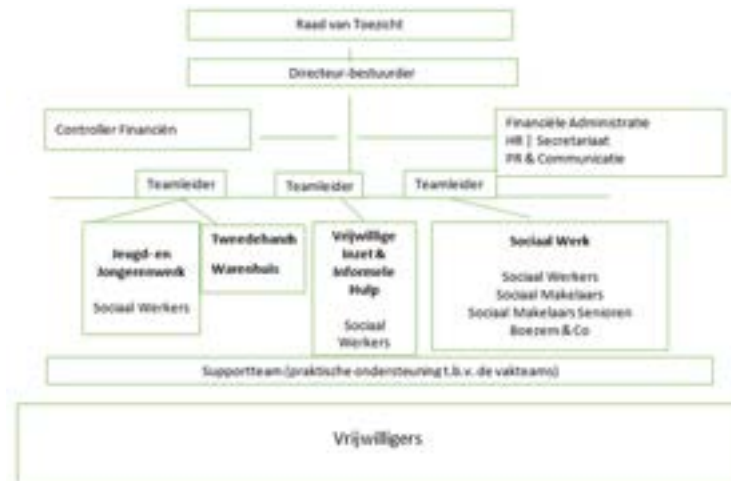 Raad van Toezicht
Directeur-bestuurder
Controller Financiën
Financiële Administratie
HR | Secretariaat
PR & Communicatie
Teamleider
Teamleider
Teamleider
Jeugd- en
Jongerenwerk
Sociaal Werkers
Tweedehands
Warenhuis
Vrijwillige
Inzet &
Informele
Hulp
Sociaal
Werkers
Sociaal Werk
Sociaal Werkers
Sociaal Makelaars
Sociaal Makelaars Senioren
Boezem & Co
Supportteam (praktische ondersteuning t.b.v. de vakteams)
Vrijwilligers